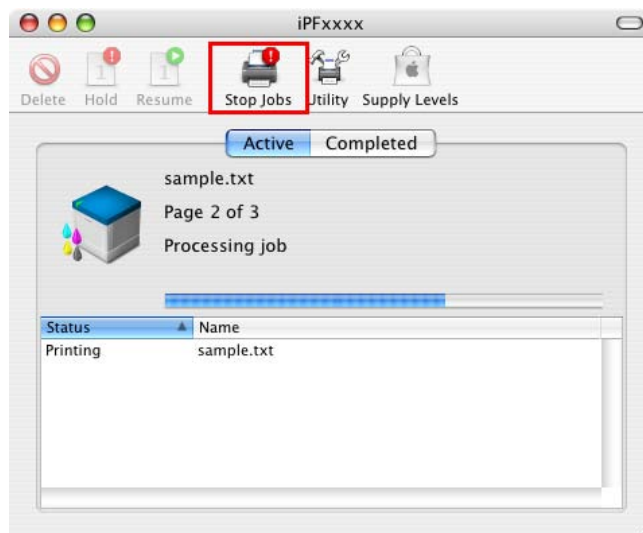 iPFxxxx
Delete Hold Resume Stop Jobs Utility Supply Levels
Active Completed
sample.txt
Page 2 of 3
Processing job
Status Name
Printing sample.txt